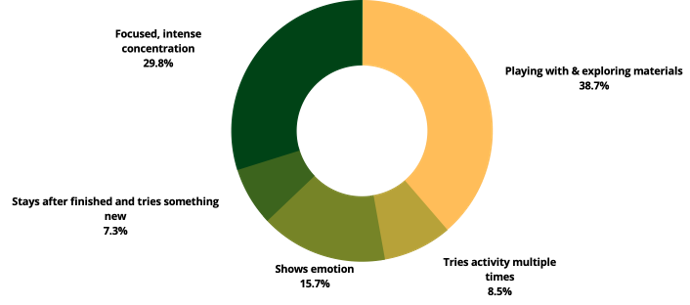 Focused, intense
concentration
29.8%
Playing with & exploring materials
38.7%
Stays after finished and tries something
new
7.3%
Shows emotion
15.7%
Tries activity multiple
times
8.5%